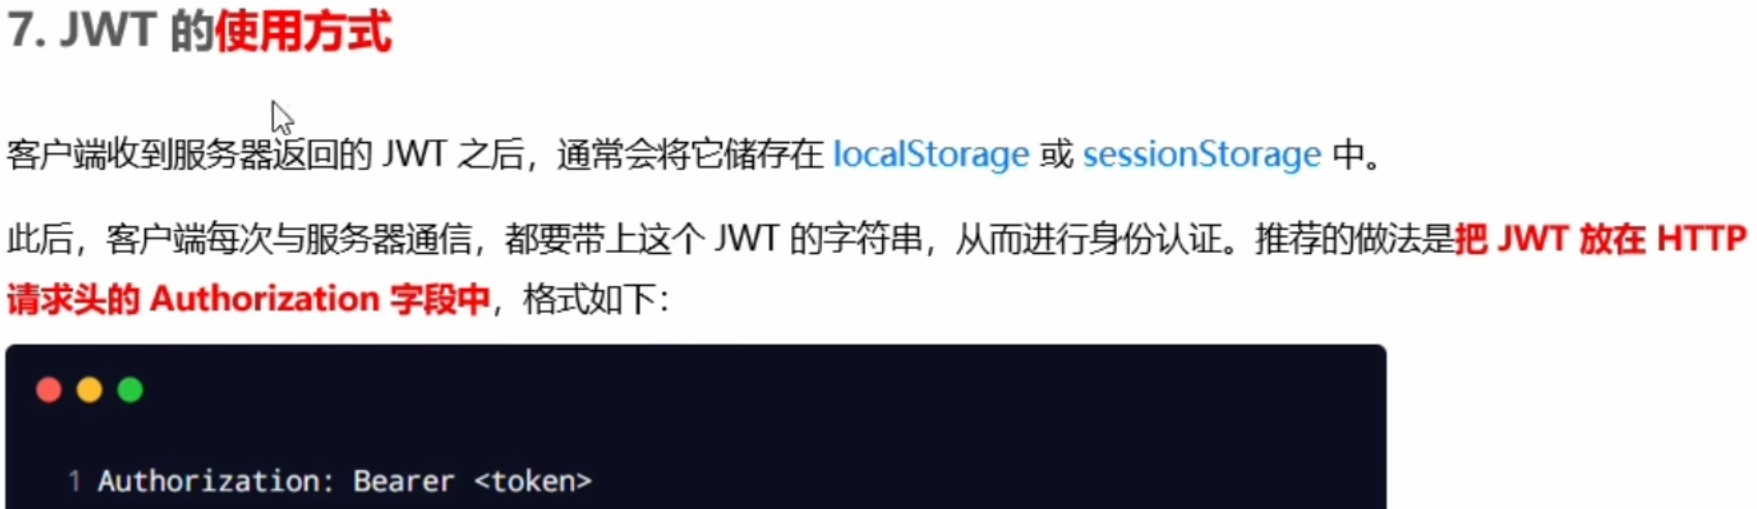 7. JWT 的使用方式
客户端收到服务器返回的 JWT 之后，通常会将它储存在 localStorage 或 sessionStorage 中。
此后，客户端每次与服务器通信，都要带上这个 JWT 的字符串，从而进行身份认证。推荐的做法是把 JWT 放在 HTTP
请求头的 Authorization 字段中，格式如下：
1 Authorization: Bearer <token>